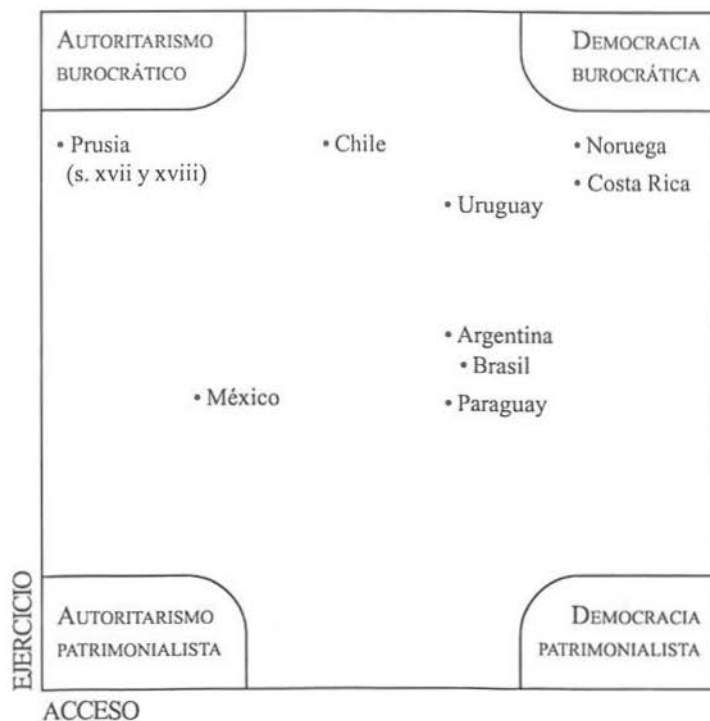 AUTORITARISMO
BUROCRÁTICO
DEMOCRACIA
BUROCRÁTICA
• Prusia
(s. xvii y xviii)
• Chile
• Noruega
• Costa Rica
• Uruguay
• Argentina
• Brasil
• México
• Paraguay
EJERCICIO
AUTORITARISMO
PATRIMONIALISTA
DEMOCRACIA
PATRIMONIALISTA
ACCESO